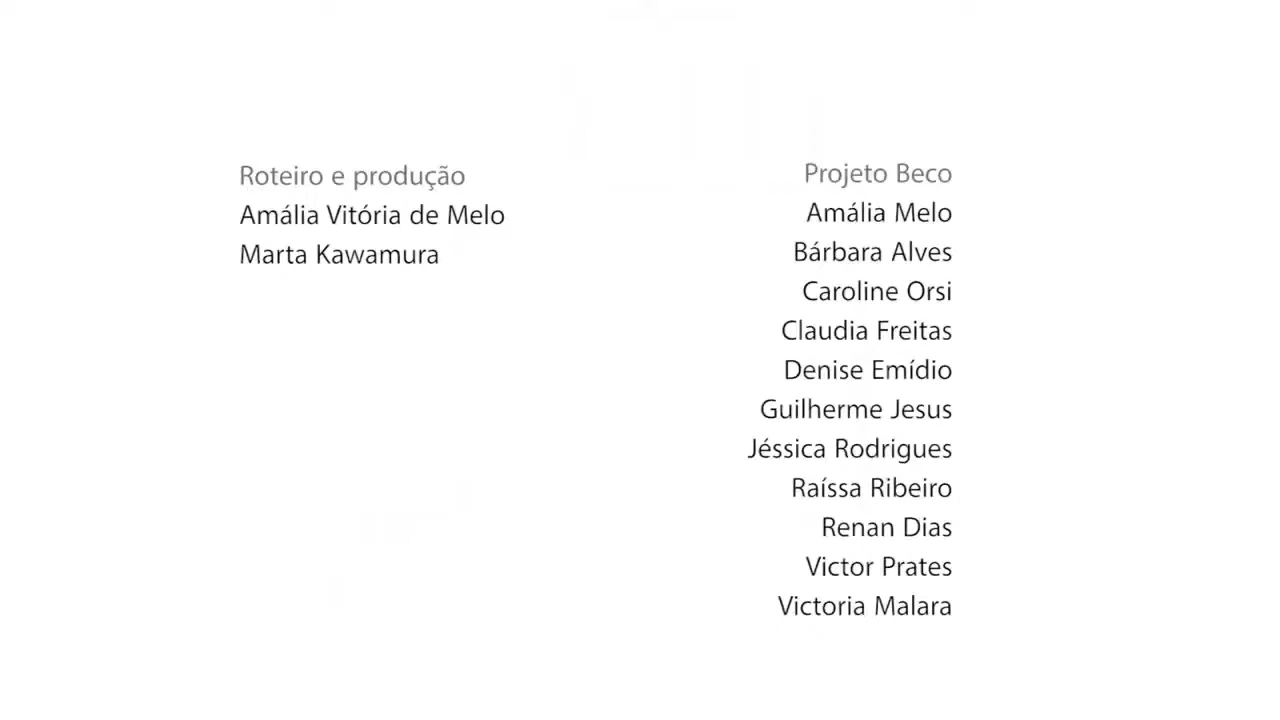 Roteiro e produção
Amália Vitória de Melo
Marta Kawamura
Projeto Beco
Amália Melo
Bárbara Alves
Caroline Orsi
Claudia Freitas
Denise Emídio
Guilherme Jesus
Jéssica Rodrigues
Raíssa Ribeiro
Renan Dias
Victor Prates
Victoria Malara